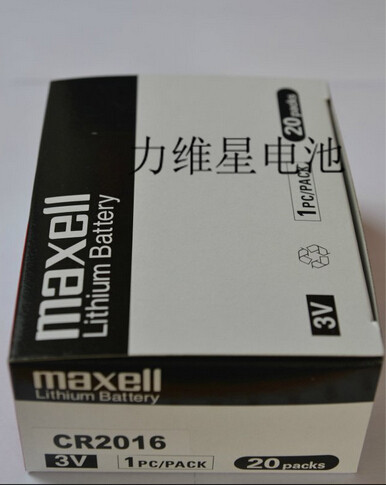 力维星电池
maxell
Lithium Battery
20 packs
1PC/PACK
3V
maxell
Lithium Battery
CR2016
3V
1PC/PACK
20 packs